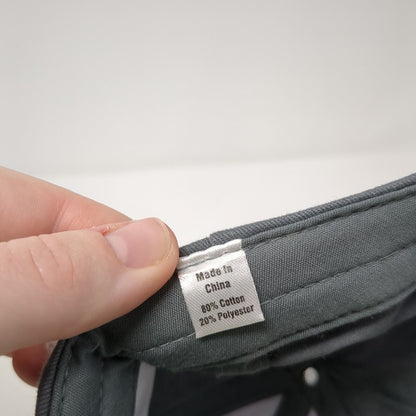 Made In
China
80% Cotton
20% Polyester